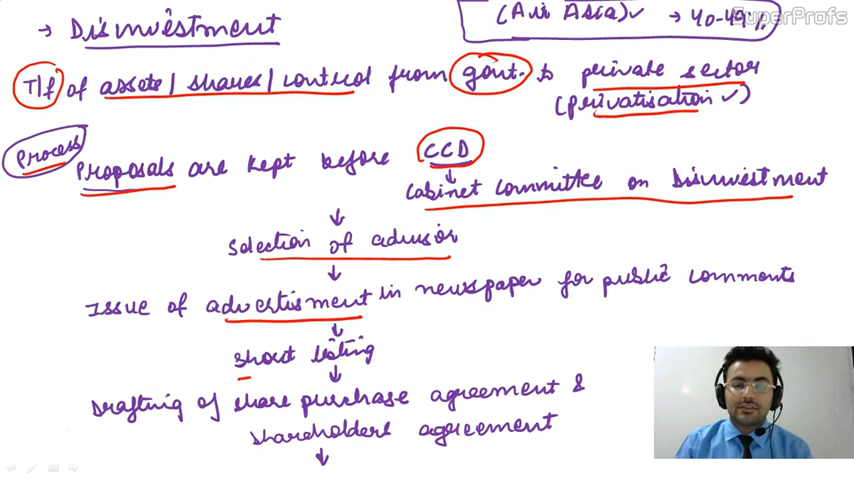 (Air Asia)✓ → 40-49%
SuperProfs
→ Disinvestment
T/f of assets/shares/control from govt. to private sector
(privatisation ✓)
Process
Proposals are kept before CCD
↓
Cabinet committee on Disinvestment
↓
Selection of advisor
↓
Issue of advertisment in newspaper for public comments
↓
Short listing
↓
Drafting of share purchase agreement &
shareholders agreement
↓